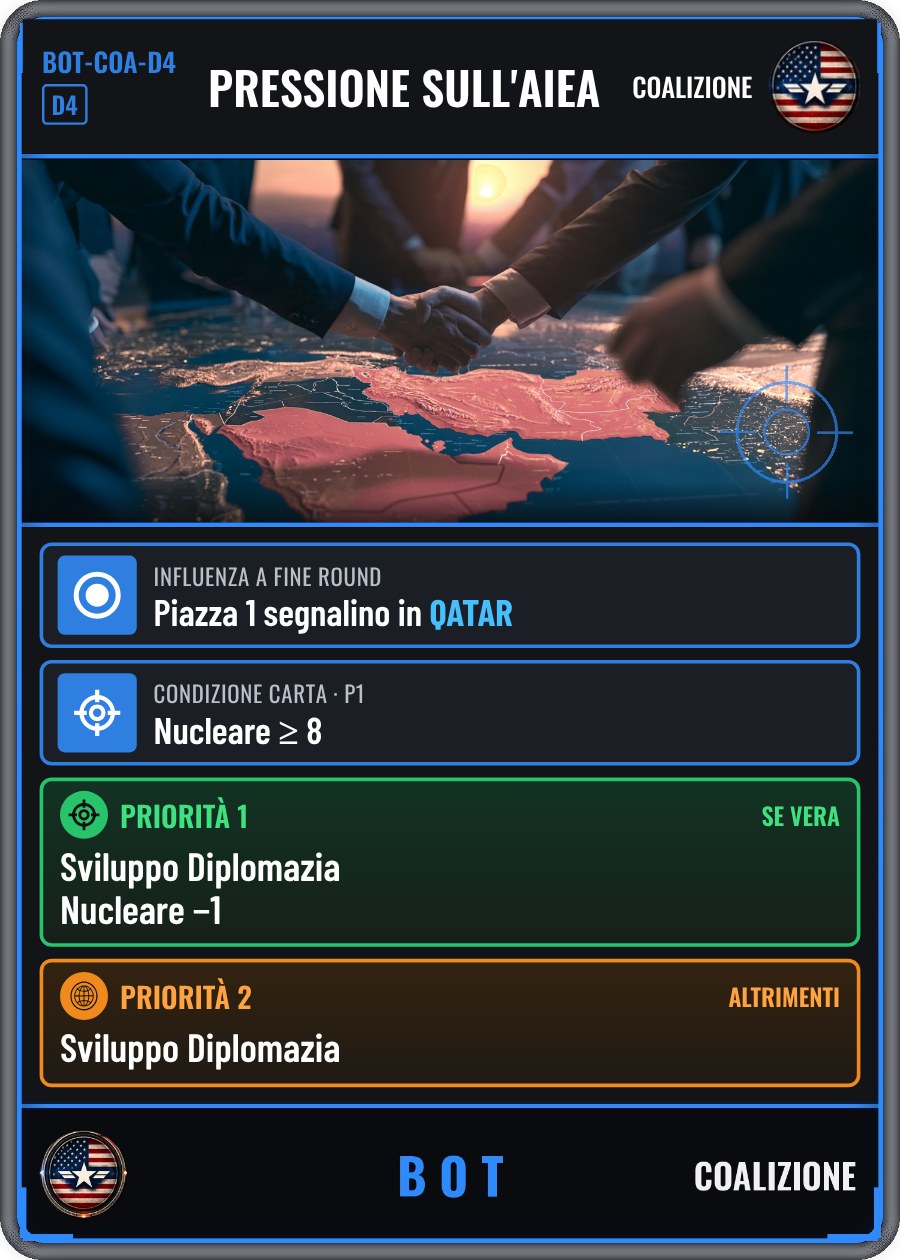 BOT-COA-D4
D4
PRESSIONE SULL'AIEA
COALIZIONE
INFLUENZA A FINE ROUND
Piazza 1 segnalino in QATAR
CONDIZIONE CARTA · P1
Nucleare ≥ 8
PRIORITÀ 1
SE VERA
Sviluppo Diplomazia
Nucleare −1
PRIORITÀ 2
ALTRIMENTI
Sviluppo Diplomazia
BOT
COALIZIONE